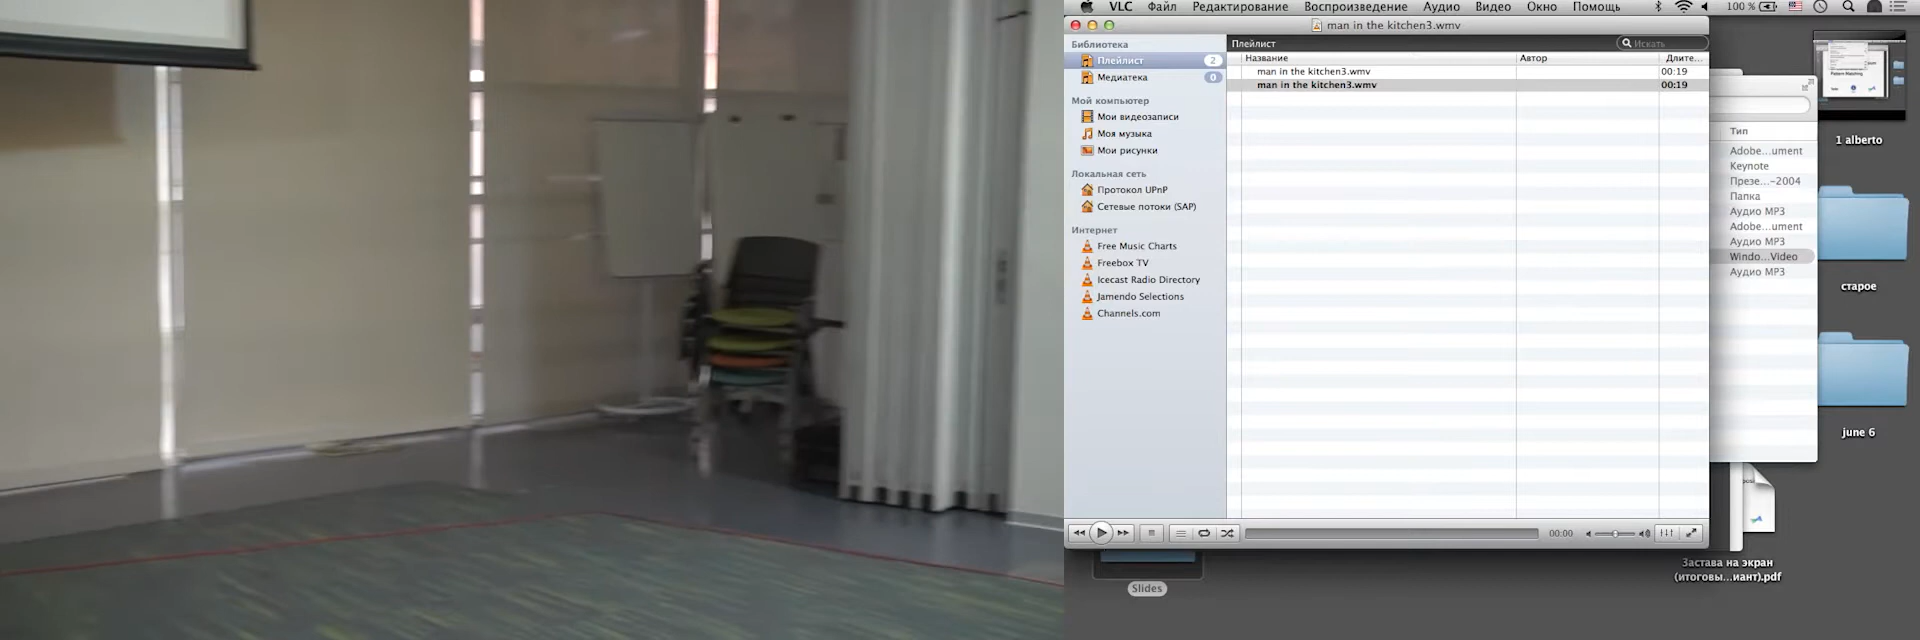 VLC Файл Редактирование Воспроизведение Аудио Видео Окно Помощь 100 %
man in the kitchen3.wmv
Библиотека
Плейлист 2
Медиатека 0
Мой компьютер
Мои видеозаписи
Моя музыка
Мои рисунки
Локальная сеть
Протокол UPnP
Сетевые потоки (SAP)
Интернет
Free Music Charts
Freebox TV
Icecast Radio Directory
Jamendo Selections
Channels.com
Плейлист
Искать
Название Автор Длите...
man in the kitchen3.wmv 00:19
man in the kitchen3.wmv 00:19
00:00
Тип
Adobe...ument
Keynote
Презе...-2004
Папка
Аудио MP3
Adobe...ument
Аудио MP3
Windo...Video
Аудио MP3
1 alberto
старое
june 6
Застава на экран
(итоговы...иант).pdf
Slides